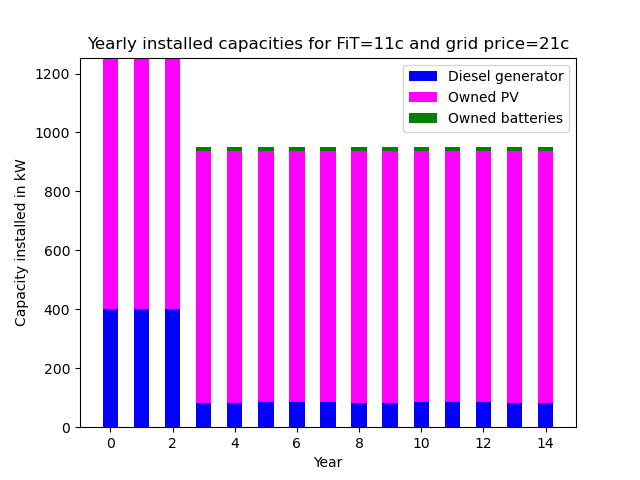 Yearly installed capacities for FiT=11c and grid price=21c
Diesel generator
Owned PV
Owned batteries
Capacity installed in kW
1200
1000
800
600
400
200
0
0 2 4 6 8 10 12 14
Year